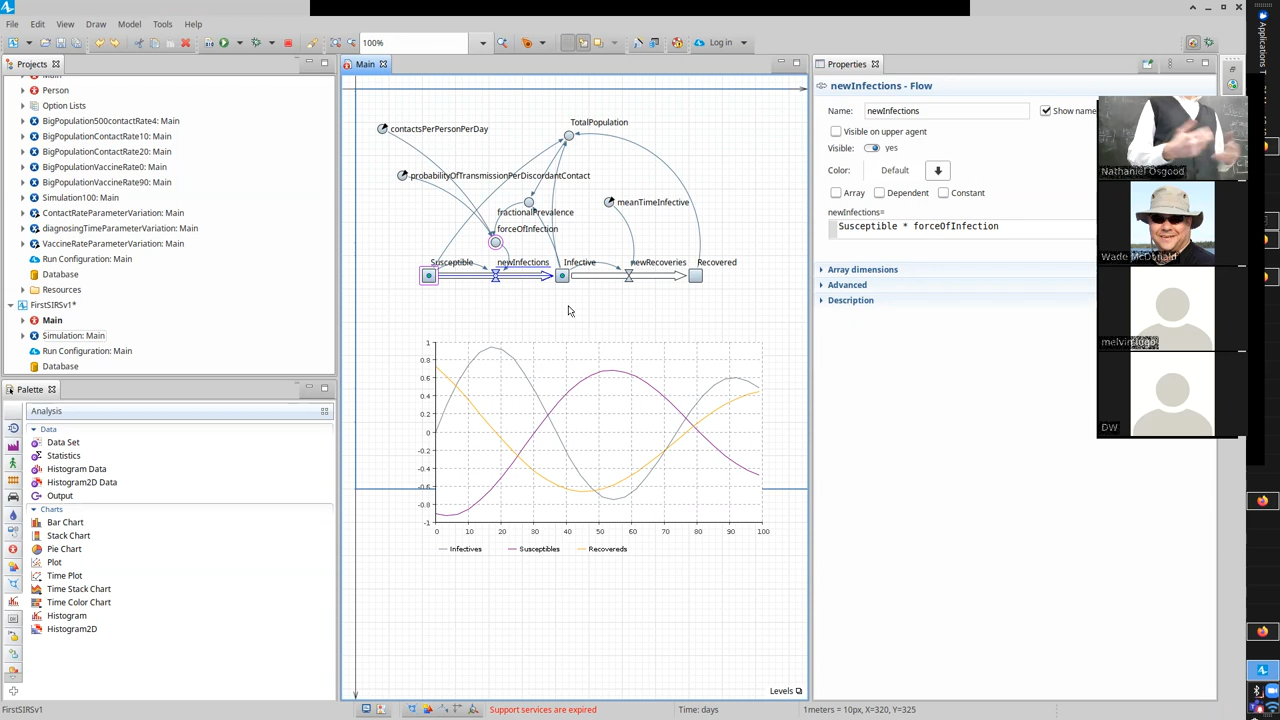 File Edit View Draw Model Tools Help
100% Log in
Projects
Main
Person
Option Lists
BigPopulation500contactRate4: Main
BigPopulationContactRate10: Main
BigPopulationContactRate20: Main
BigPopulationVaccineRate0: Main
BigPopulationVaccineRate90: Main
Simulation100: Main
ContactRateParameterVariation: Main
diagnosingTimeParameterVariation: Main
VaccineRateParameterVariation: Main
Run Configuration: Main
Database
Resources
FirstSIRSv1*
Main
Simulation: Main
Run Configuration: Main
Database
Palette
Analysis
Data
Data Set
Statistics
Histogram Data
Histogram2D Data
Output
Charts
Bar Chart
Stack Chart
Pie Chart
Plot
Time Plot
Time Stack Chart
Time Color Chart
Histogram
Histogram2D
Main
TotalPopulation
contactsPerPersonPerDay
probabilityOfTransmissionPerDiscordantContact
meanTimeInfective
fractionalPrevalence
forceOfInfection
Susceptible newInfections Infective newRecoveries Recovered
1
0.8
0.6
0.4
0.2
0
-0.2
-0.4
-0.6
-0.8
-1
0 10 20 30 40 50 60 70 80 90 100
Infectives Susceptibles Recovereds
Levels
Properties
newInfections - Flow
Name: newInfections Show name
Visible on upper agent
Visible: yes
Color: Default
Array Dependent Constant
newInfections=
Susceptible * forceOfInfection
Array dimensions
Advanced
Description
Nathaniel Osgood
Wade McDonald
melvin lugo
DW
Applications
FirstSIRSv1 Support services are expired Time: days 1meters = 10px, X=320, Y=325